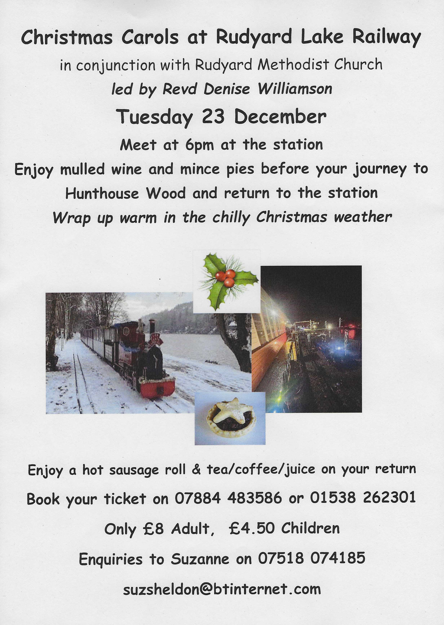 Christmas Carols at Rudyard Lake Railway
in conjunction with Rudyard Methodist Church
led by Revd Denise Williamson
Tuesday 23 December
Meet at 6pm at the station
Enjoy mulled wine and mince pies before your journey to
Hunthouse Wood and return to the station
Wrap up warm in the chilly Christmas weather
Enjoy a hot sausage roll & tea/coffee/juice on your return
Book your ticket on 07884 483586 or 01538 262301
Only £8 Adult, £4.50 Children
Enquiries to Suzanne on 07518 074185
suzsheldon@btinternet.com